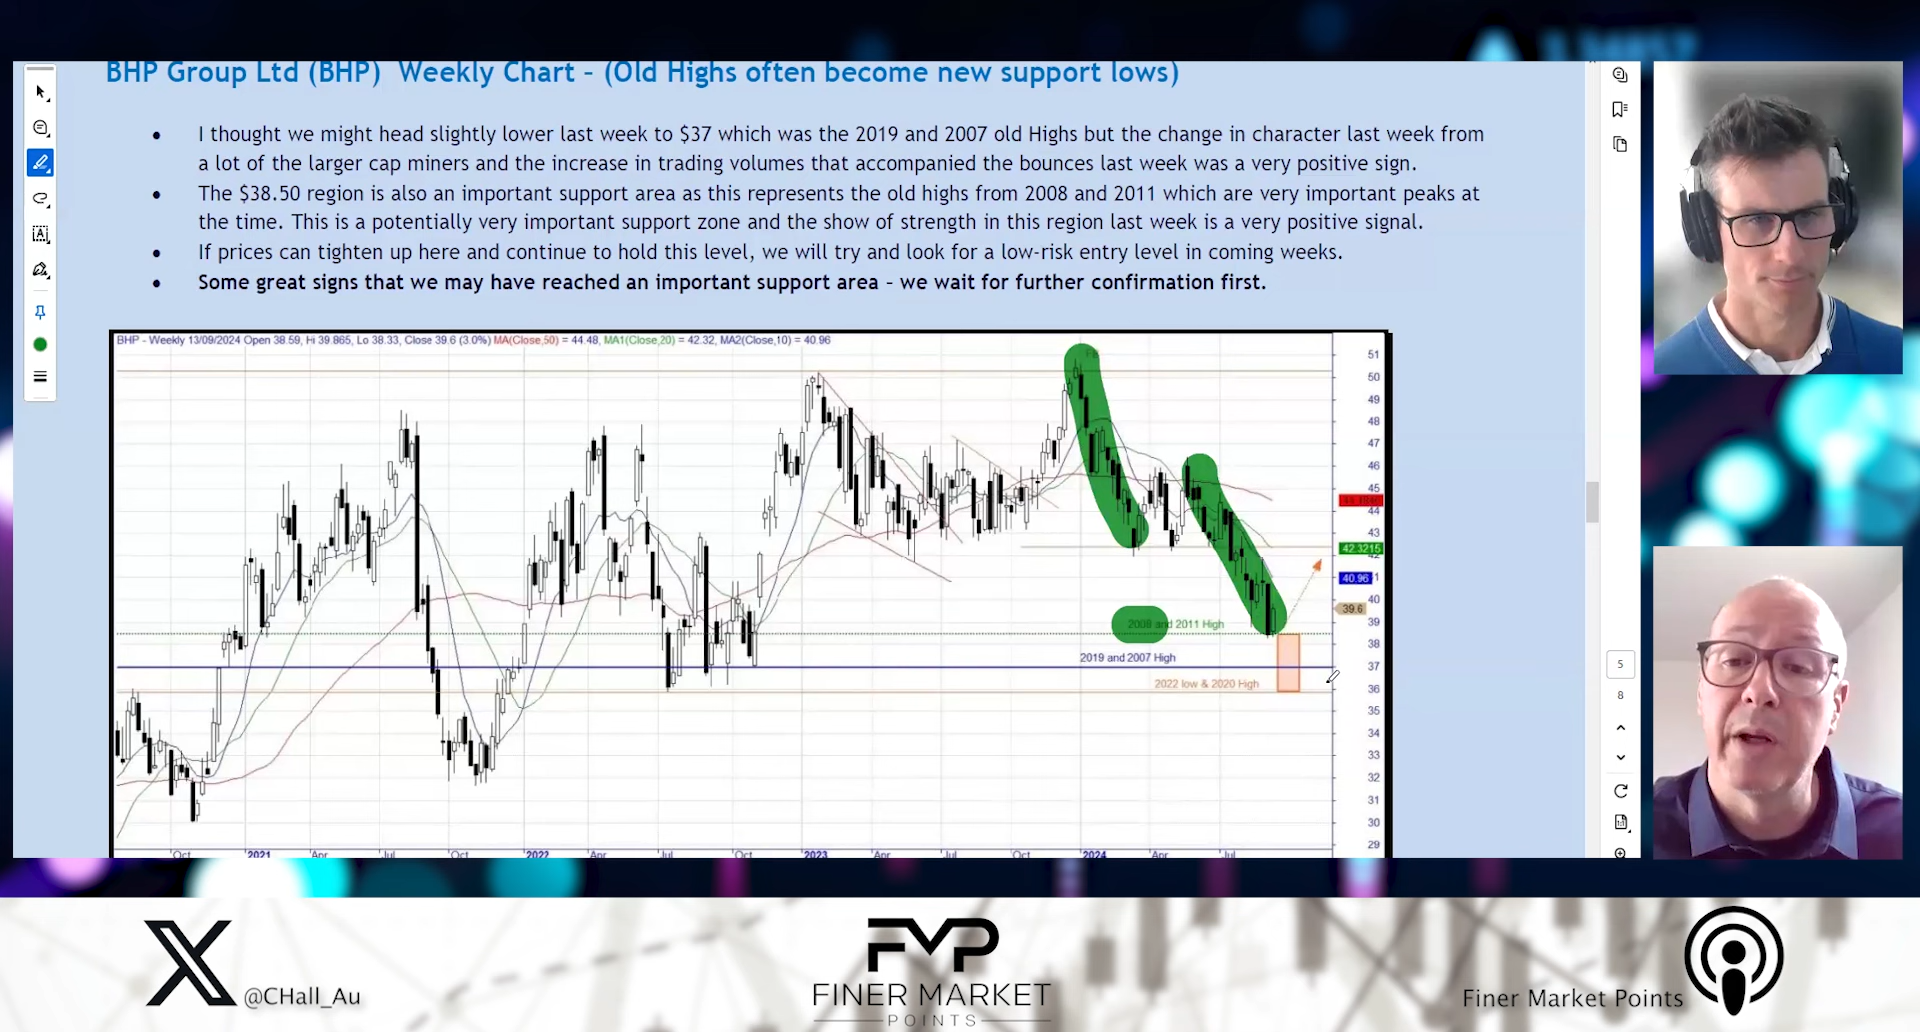 BHP Group Ltd (BHP) Weekly Chart - (Old Highs often become new support lows)
• I thought we might head slightly lower last week to $37 which was the 2019 and 2007 old Highs but the change in character last week from
a lot of the larger cap miners and the increase in trading volumes that accompanied the bounces last week was a very positive sign.
• The $38.50 region is also an important support area as this represents the old highs from 2008 and 2011 which are very important peaks at
the time. This is a potentially very important support zone and the show of strength in this region last week is a very positive signal.
• If prices can tighten up here and continue to hold this level, we will try and look for a low-risk entry level in coming weeks.
• Some great signs that we may have reached an important support area - we wait for further confirmation first.
BHP - Weekly 13/09/2024 Open 38.59, Hi 39.865, Lo 38.33, Close 39.6 (3.0%) MA(Close,50) = 44.48, MA1(Close,20) = 42.32, MA2(Close,10) = 40.96
51
50
49
48
47
46
45
44
43
42.3215
42
40.96
40
39.6
39
38
37
36
35
34
33
32
31
30
29
2008 and 2011 High
2019 and 2007 High
2022 low & 2020 High
Oct 2021 Apr Jul Oct 2022 Apr Jul Oct 2023 Apr Jul Oct 2024 Apr Jul
5
8
1:1
@CHall_Au
FMP
FINER MARKET
POINTS
Finer Market Points